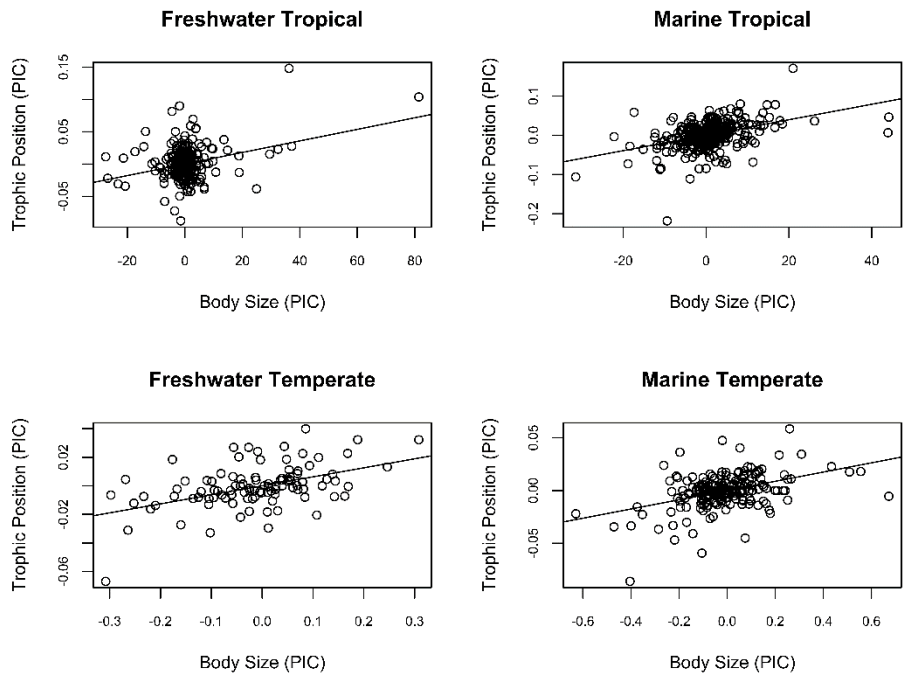 Freshwater Tropical
Trophic Position (PIC)
0.15
0.05
-0.05
-20 0 20 40 60 80
Body Size (PIC)
Marine Tropical
Trophic Position (PIC)
0.1
0.0
-0.1
-0.2
-20 0 20 40
Body Size (PIC)
Freshwater Temperate
Trophic Position (PIC)
0.02
-0.02
-0.06
-0.3 -0.2 -0.1 0.0 0.1 0.2 0.3
Body Size (PIC)
Marine Temperate
Trophic Position (PIC)
0.05
0.00
-0.05
-0.6 -0.4 -0.2 0.0 0.2 0.4 0.6
Body Size (PIC)